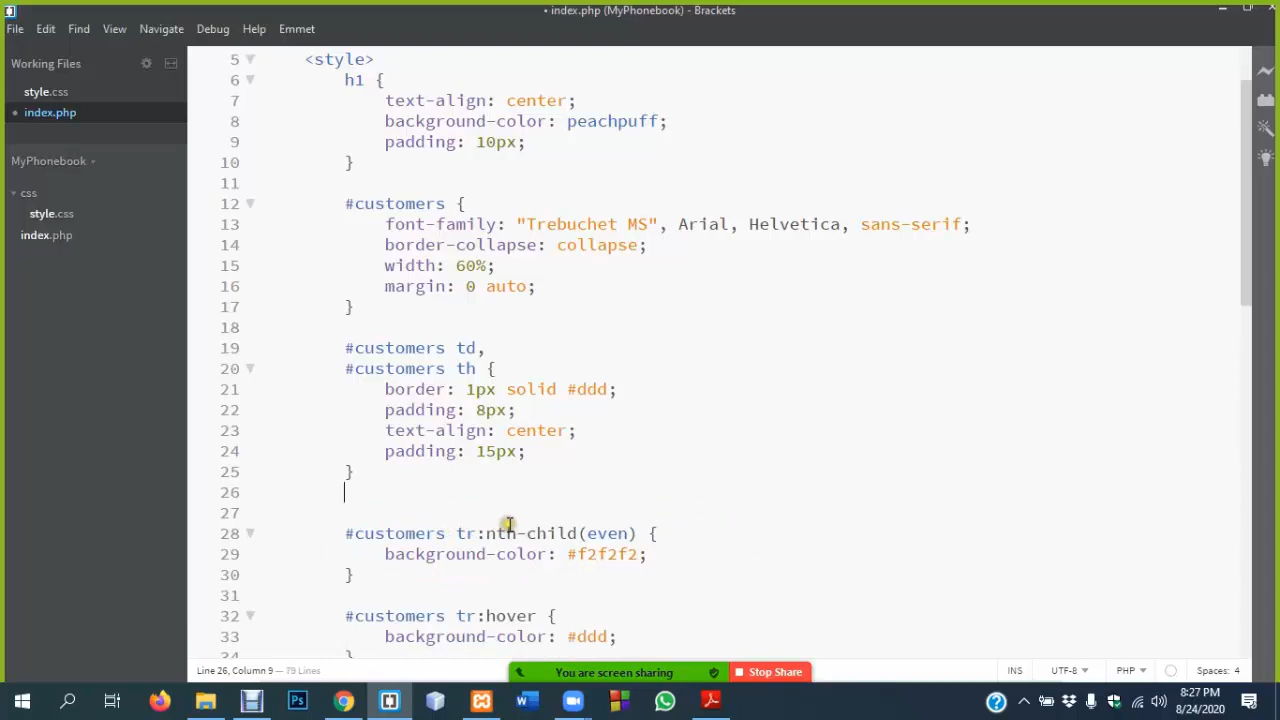 • index.php (MyPhonebook) - Brackets
File Edit Find View Navigate Debug Help Emmet
Working Files
style.css
• index.php
MyPhonebook
css
style.css
index.php
5 <style>
6 h1 {
7 text-align: center;
8 background-color: peachpuff;
9 padding: 10px;
10 }
11
12 #customers {
13 font-family: "Trebuchet MS", Arial, Helvetica, sans-serif;
14 border-collapse: collapse;
15 width: 60%;
16 margin: 0 auto;
17 }
18
19 #customers td,
20 #customers th {
21 border: 1px solid #ddd;
22 padding: 8px;
23 text-align: center;
24 padding: 15px;
25 }
26
27
28 #customers tr:nth-child(even) {
29 background-color: #f2f2f2;
30 }
31
32 #customers tr:hover {
33 background-color: #ddd;
34 }
Line 26, Column 9 — 79 Lines
INS UTF-8 PHP Spaces: 4
You are screen sharing Stop Share
8:27 PM
8/24/2020